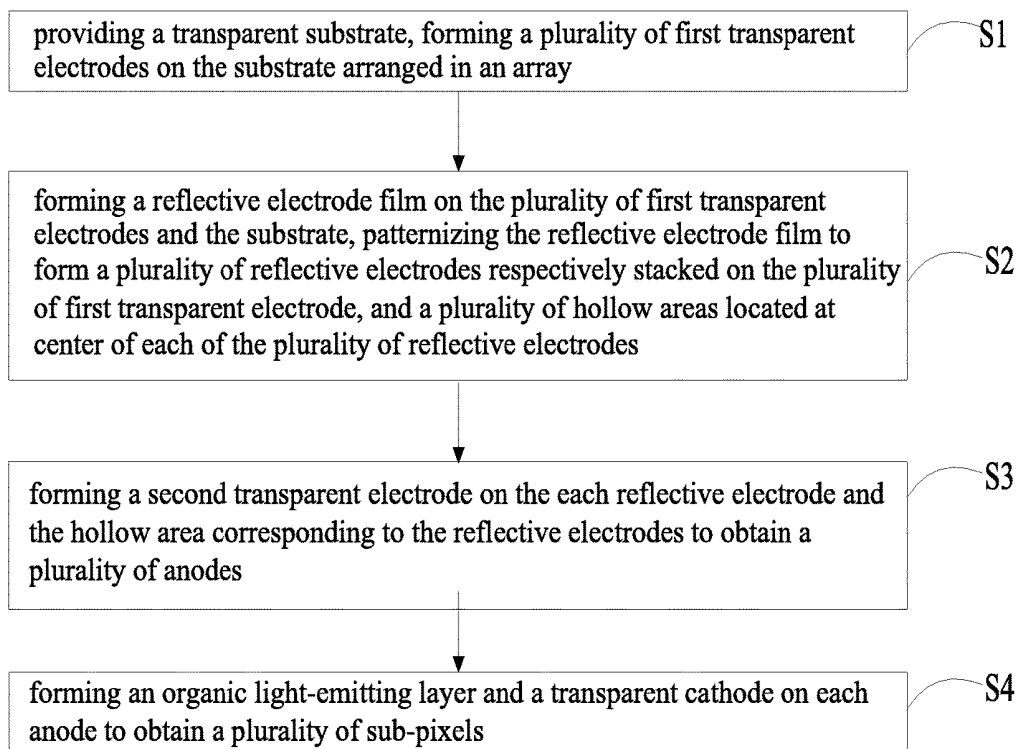 providing a transparent substrate, forming a plurality of first transparent
electrodes on the substrate arranged in an array
S1
forming a reflective electrode film on the plurality of first transparent
electrodes and the substrate, patternizing the reflective electrode film to
form a plurality of reflective electrodes respectively stacked on the plurality
of first transparent electrode, and a plurality of hollow areas located at
center of each of the plurality of reflective electrodes
S2
forming a second transparent electrode on the each reflective electrode and
the hollow area corresponding to the reflective electrodes to obtain a
plurality of anodes
S3
forming an organic light-emitting layer and a transparent cathode on each
anode to obtain a plurality of sub-pixels
S4